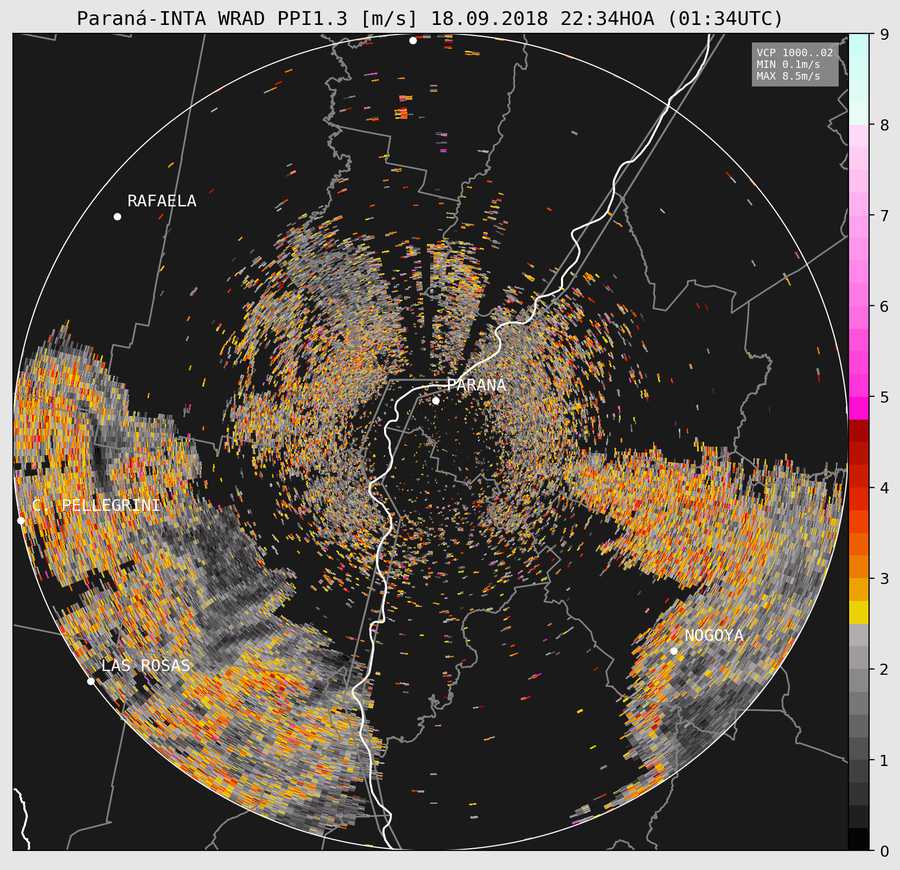 Paraná-INTA WRAD PPI1.3 [m/s] 18.09.2018 22:34HOA (01:34UTC)
VCP 1000..02
MIN 0.1m/s
MAX 8.5m/s
RAFAELA
PARANA
C. PELLEGRINI
NOGOYA
LAS ROSAS
9
8
7
6
5
4
3
2
1
0